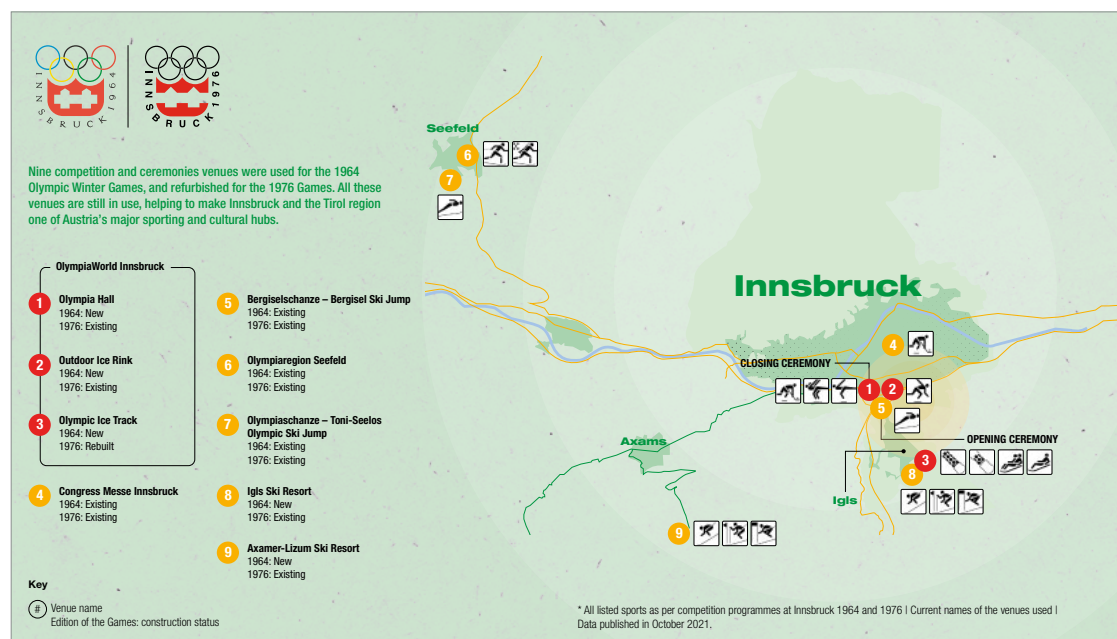 INNSBRUCK 1964
INNSBRUCK 1976
Nine competition and ceremonies venues were used for the 1964
Olympic Winter Games, and refurbished for the 1976 Games. All these
venues are still in use, helping to make Innsbruck and the Tirol region
one of Austria's major sporting and cultural hubs.
OlympiaWorld Innsbruck
1
Olympia Hall
1964: New
1976: Existing
2
Outdoor Ice Rink
1964: New
1976: Existing
3
Olympic Ice Track
1964: New
1976: Rebuilt
4
Congress Messe Innsbruck
1964: Existing
1976: Existing
5
Bergiselschanze – Bergisel Ski Jump
1964: Existing
1976: Existing
6
Olympiaregion Seefeld
1964: Existing
1976: Existing
7
Olympiaschanze – Toni-Seelos
Olympic Ski Jump
1964: Existing
1976: Existing
8
Igls Ski Resort
1964: New
1976: Existing
9
Axamer-Lizum Ski Resort
1964: New
1976: Existing
Key
#
Venue name
Edition of the Games: construction status
Seefeld
6
7
Innsbruck
4
CLOSING CEREMONY
1
2
5
OPENING CEREMONY
Axams
3
8
Igls
9
* All listed sports as per competition programmes at Innsbruck 1964 and 1976 | Current names of the venues used |
Data published in October 2021.